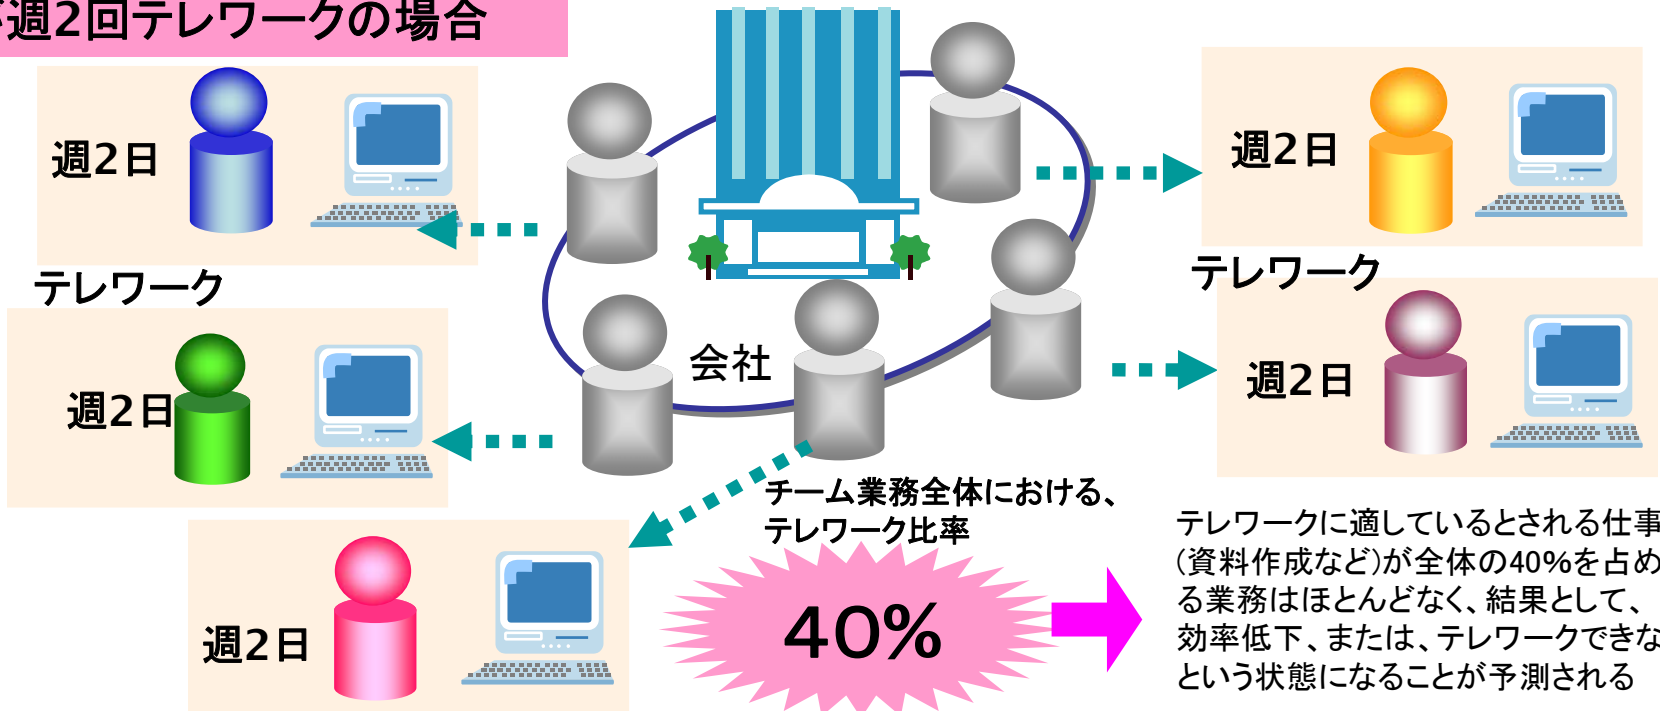 週2回テレワークの場合
週2日
テレワーク
週2日
週2日
会社
週2日
テレワーク
週2日
チーム業務全体における、
テレワーク比率
40%
テレワークに適しているとされる仕事
(資料作成など)が全体の40%を占め
る業務はほとんどなく、結果として、
効率低下、または、テレワークできな
という状態になることが予測される